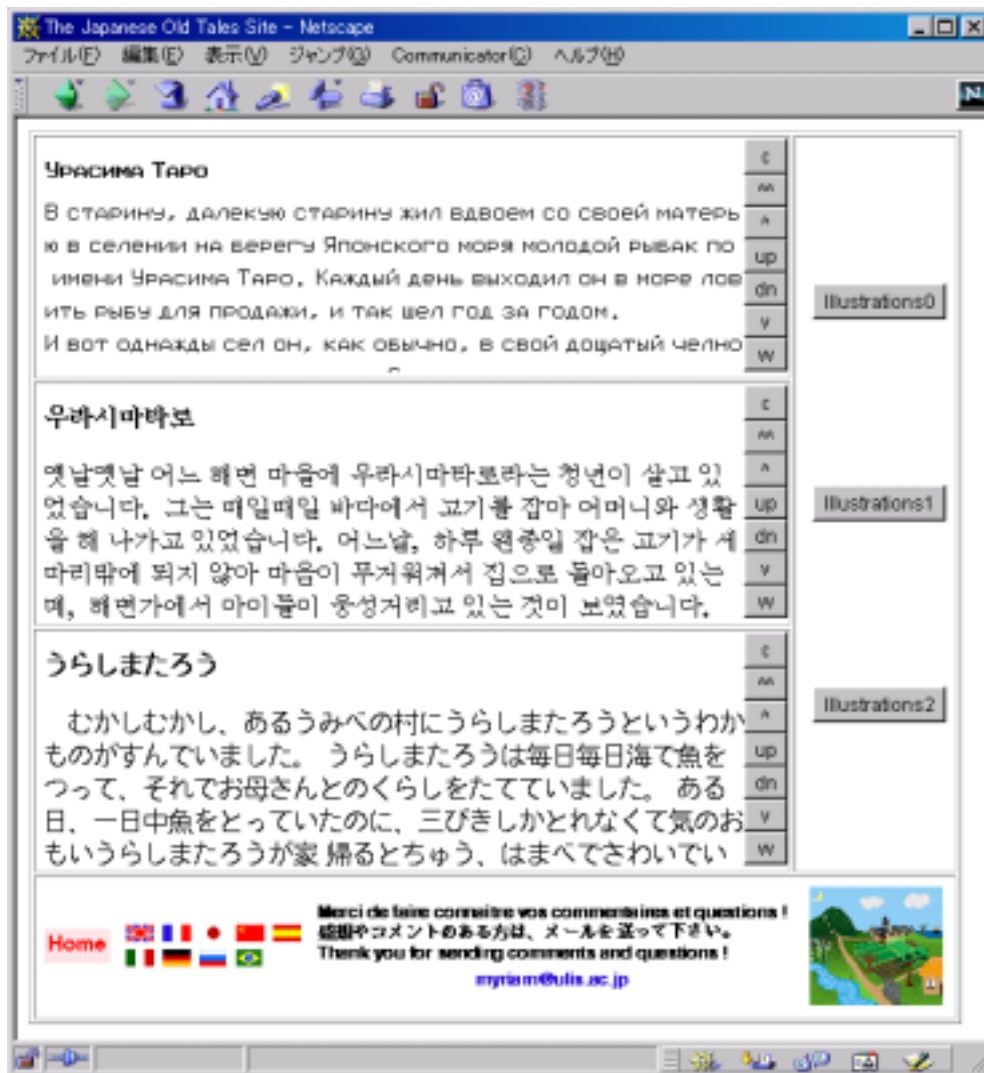 The Japanese Old Tales Site - Netscape
ファイル(F) 編集(E) 表示(V) ジャンプ(G) Communicator(C) ヘルプ(H)
Урасима Таро
В старину, далекую старину жил вдвоем со своей матерь
ю в селении на берегу Японского моря молодой рыбак по
имени Урасима Таро. Каждый день выходил он в море лов
ить рыбу для продажи, и так шел год за годом.
И вот однажды сел он, как обычно, в свой дощатый челно
c
^^
^
up
dn
v
W
Illustrations0
우라시마타로
옛날옛날 어느 해변 마을에 우라시마타로라는 청년이 살고 있
었습니다. 그는 매일매일 바다에서 고기를 잡아 어머니와 생활
을 해 나가고 있었습니다. 어느날, 하루 왠종일 잡은 고기가 세
마리밖에 되지 않아 마음이 무거워져서 집으로 돌아오고 있는
데, 해변가에서 아이들이 웅성거리고 있는 것이 보였습니다.
c
^^
^
up
dn
v
W
Illustrations1
うらしまたろう
むかしむかし、あるうみべの村にうらしまたろうというわか
ものがすんでいました。 うらしまたろうは毎日毎日海で魚を
つって、それでお母さんとのくらしをたてていました。 ある
日、一日中魚をとっていたのに、三びきしかとれなくて気のお
もいうらしまたろうが家 帰るとちゅう、はまべでさわいでい
c
^^
^
up
dn
v
W
Illustrations2
Home
Merci de faire connaitre vos commentaires et questions !
感想やコメントのある方は、メールを送って下さい。
Thank you for sending comments and questions !
myriam@ulis.ac.jp